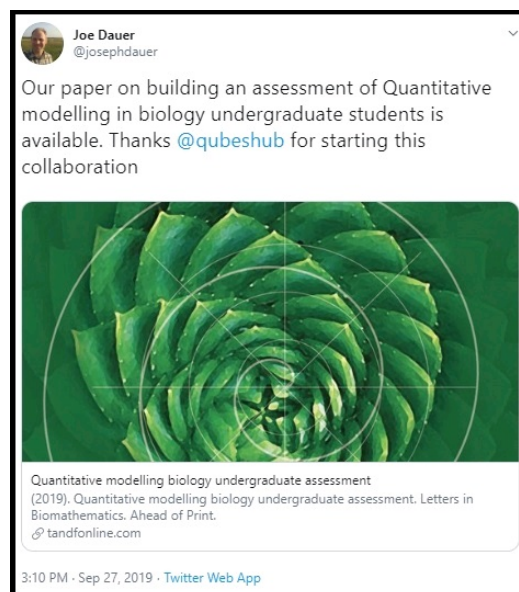 Joe Dauer
@josephdauer
Our paper on building an assessment of Quantitative
modelling in biology undergraduate students is
available. Thanks @qubeshub for starting this
collaboration
Quantitative modelling biology undergraduate assessment
(2019). Quantitative modelling biology undergraduate assessment. Letters in
Biomathematics. Ahead of Print.
tandfonline.com
3:10 PM · Sep 27, 2019 · Twitter Web App